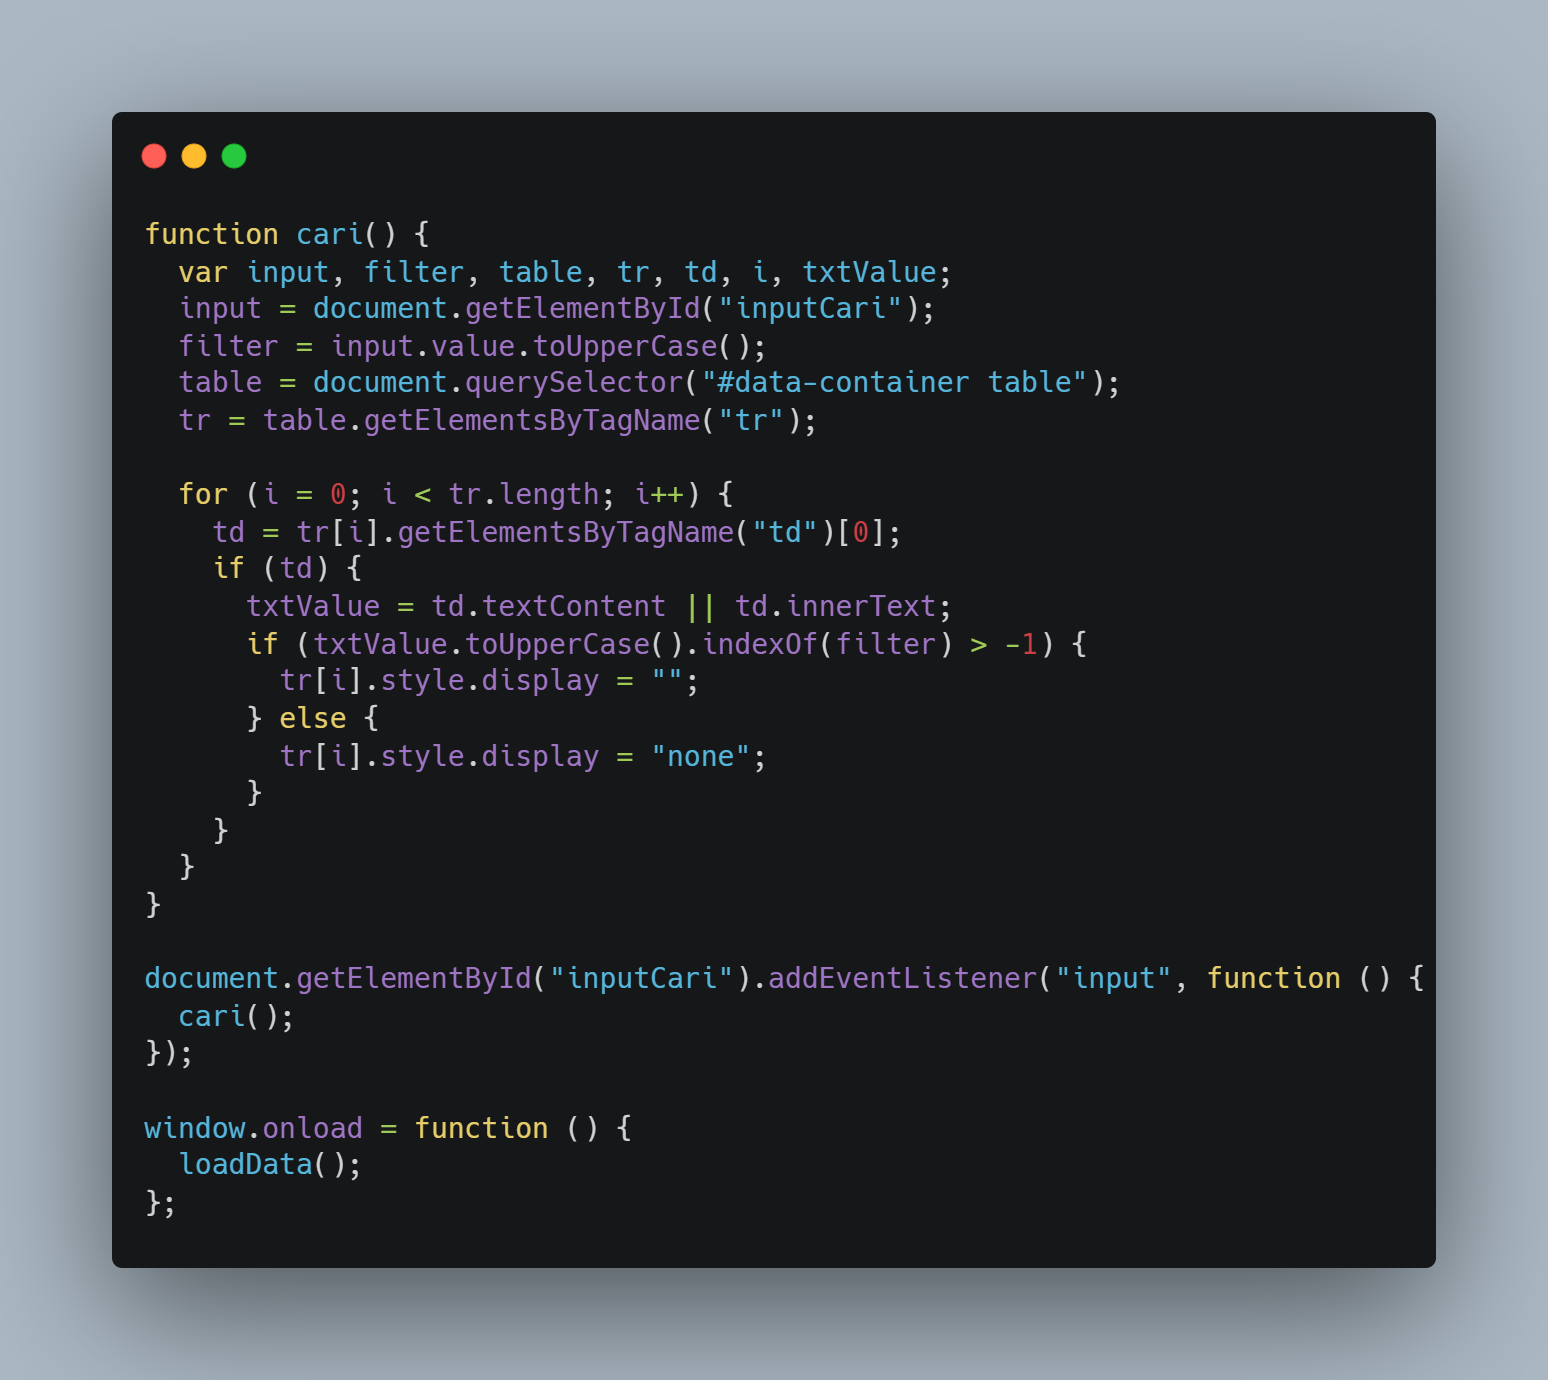 function cari() {
  var input, filter, table, tr, td, i, txtValue;
  input = document.getElementById("inputCari");
  filter = input.value.toUpperCase();
  table = document.querySelector("#data-container table");
  tr = table.getElementsByTagName("tr");

  for (i = 0; i < tr.length; i++) {
    td = tr[i].getElementsByTagName("td")[0];
    if (td) {
      txtValue = td.textContent || td.innerText;
      if (txtValue.toUpperCase().indexOf(filter) > -1) {
        tr[i].style.display = "";
      } else {
        tr[i].style.display = "none";
      }
    }
  }
}

document.getElementById("inputCari").addEventListener("input", function () {
  cari();
});

window.onload = function () {
  loadData();
};